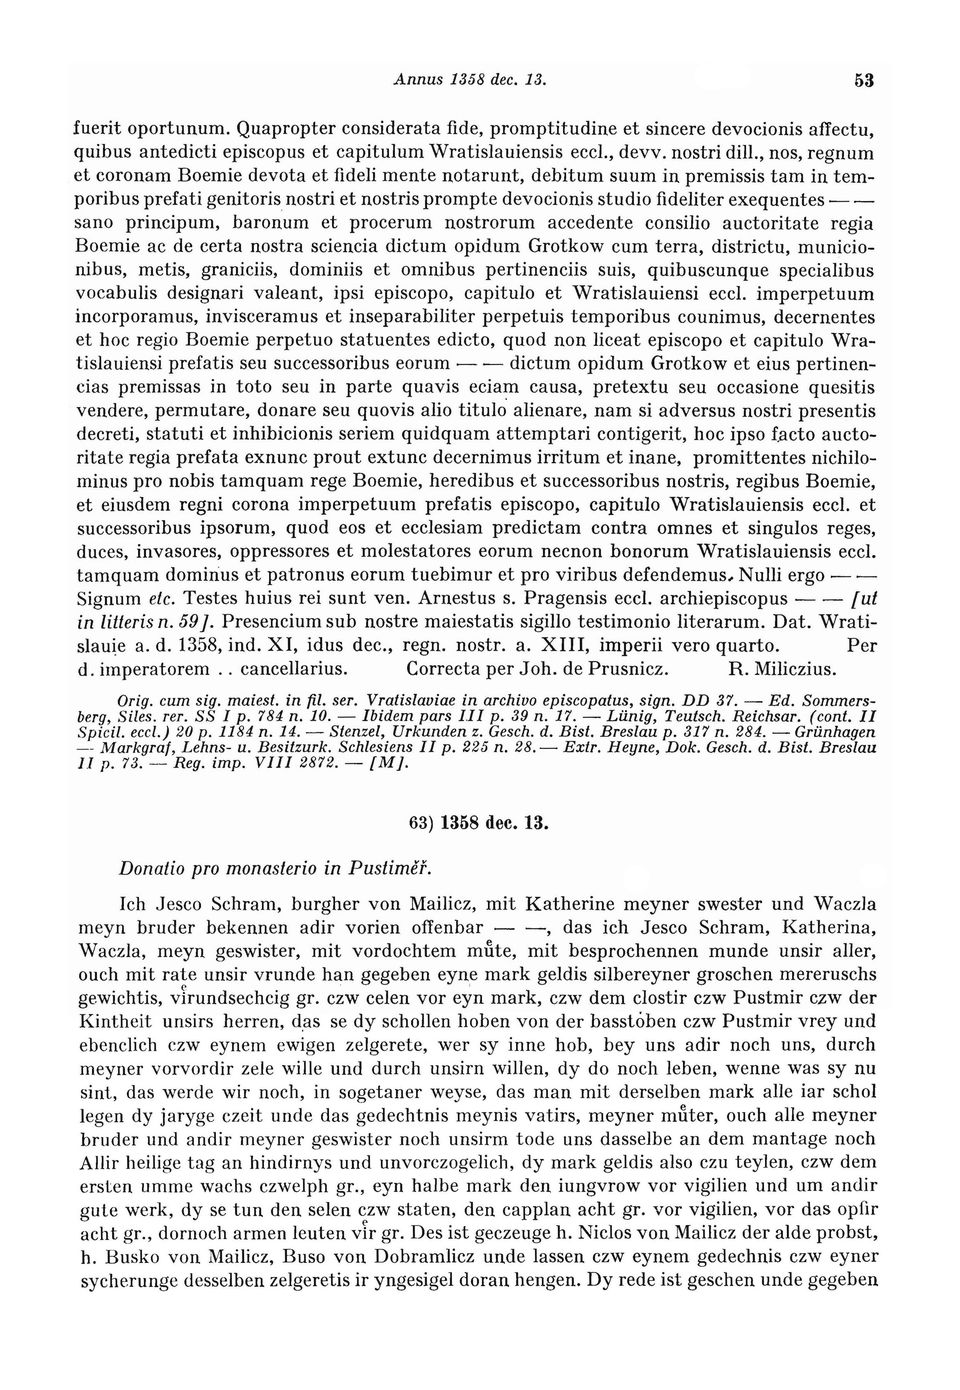 Annus 1358 dec. 13. 53
fuerit oportunum. Quapropter considerata fide, promptitudine et sincere devocionis affectu,
quibus antedicti episcopus et capitulum Wratislauiensis eccl., devv. nostri dill., nos, regnum
et coronam Boemie devota et fideli mente notarunt, debitum suum in premissis tam in tem-
poribus prefati genitoris nostri et nostris prompte devocionis studio fideliter exequentes — —
sano principum, baronum et procerum nostrorum accedente consilio auctoritate regia
Boemie ac de certa nostra sciencia dictum opidum Grotkow cum terra, districtu, municio-
nibus, metis, graniciis, dominiis et omnibus pertinenciis suis, quibuscunque specialibus
vocabulis designari valeant, ipsi episcopo, capitulo et Wratislauiensi eccl. imperpetuum
incorporamus, invisceramus et inseparabiliter perpetuis temporibus counimus, decernentes
et hoc regio Boemie perpetuo statuentes edicto, quod non liceat episcopo et capitulo Wra-
tislauiensi prefatis seu successoribus eorum — — dictum opidum Grotkow et eius pertinen-
cias premissas in toto seu in parte quavis eciam causa, pretextu seu occasione quesitis
vendere, permutare, donare seu quovis alio titulo alienare, nam si adversus nostri presentis
decreti, statuti et inhibicionis seriem quidquam attemptari contigerit, hoc ipso facto aucto-
ritate regia prefata exnunc prout extunc decernimus irritum et inane, promittentes nichilo-
minus pro nobis tamquam rege Boemie, heredibus et successoribus nostris, regibus Boemie,
et eiusdem regni corona imperpetuum prefatis episcopo, capitulo Wratislauiensis eccl. et
successoribus ipsorum, quod eos et ecclesiam predictam contra omnes et singulos reges,
duces, invasores, oppressores et molestatores eorum necnon bonorum Wratislauiensis eccl.
tamquam dominus et patronus eorum tuebimur et pro viribus defendemus. Nulli ergo — —
Signum etc. Testes huius rei sunt ven. Arnestus s. Pragensis eccl. archiepiscopus — — [ut
in litteris n. 59]. Presencium sub nostre maiestatis sigillo testimonio literarum. Dat. Wrati-
slauie a. d. 1358, ind. XI, idus dec., regn. nostr. a. XIII, imperii vero quarto. Per
d. imperatorem . . cancellarius. Correcta per Joh. de Prusnicz. R. Miliczius.
Orig. cum sig. maiest. in fil. ser. Vratislaviae in archivo episcopatus, sign. DD 37. — Ed. Sommers-
berg, Siles. rer. SS I p. 784 n. 10. — Ibidem pars III p. 39 n. 17. — Lünig, Teutsch. Reichsar. (cont. II
Spicil. eccl.) 20 p. 1184 n. 14. — Stenzel, Urkunden z. Gesch. d. Bist. Breslau p. 317 n. 284. — Grünhagen
— Markgraf, Lehns- u. Besitzurk. Schlesiens II p. 225 n. 28. — Extr. Heyne, Dok. Gesch. d. Bist. Breslau
II p. 73. — Reg. imp. VIII 2872. — [M].
63) 1358 dec. 13.
Donatio pro monasterio in Pustiměř.
Ich Jesco Schram, burgher von Mailicz, mit Katherine meyner swester und Waczla
meyn bruder bekennen adir vorien offenbar — —, das ich Jesco Schram, Katherina,
Waczla, meyn geswister, mit vordochtem muͤte, mit besprochennen munde unsir aller,
ouch mit rate unsir vrunde han gegeben eyne mark geldis silbereyner groschen mereruschs
gewichtis, viͤrundsechcig gr. czw celen vor eyn mark, czw dem clostir czw Pustmir czw der
Kintheit unsirs herren, das se dy schollen hoben von der basstoben czw Pustmir vrey und
ebenclich czw eynem ewigen zelgerete, wer sy inne hob, bey uns adir noch uns, durch
meyner vorvordir zele wille und durch unsirn willen, dy do noch leben, wenne was sy nu
sint, das werde wir noch, in sogetaner weyse, das man mit derselben mark alle iar schol
legen dy jaryge czeit unde das gedechtnis meynis vatirs, meyner muͤter, ouch alle meyner
bruder und andir meyner geswister noch unsirm tode uns dasselbe an dem mantage noch
Allir heilige tag an hindirnys und unvorczogelich, dy mark geldis also czu teylen, czw dem
ersten umme wachs czwelph gr., eyn halbe mark den iungvrow vor vigilien und um andir
gute werk, dy se tun den selen czw staten, den capplan acht gr. vor vigilien, vor das opfir
acht gr., dornoch armen leuten viͤr gr. Des ist geczeuge h. Niclos von Mailicz der alde probst,
h. Busko von Mailicz, Buso von Dobramlicz unde lassen czw eynem gedechnis czw eyner
sycherunge desselben zelgeretis ir yngesigel doran hengen. Dy rede ist geschen unde gegeben